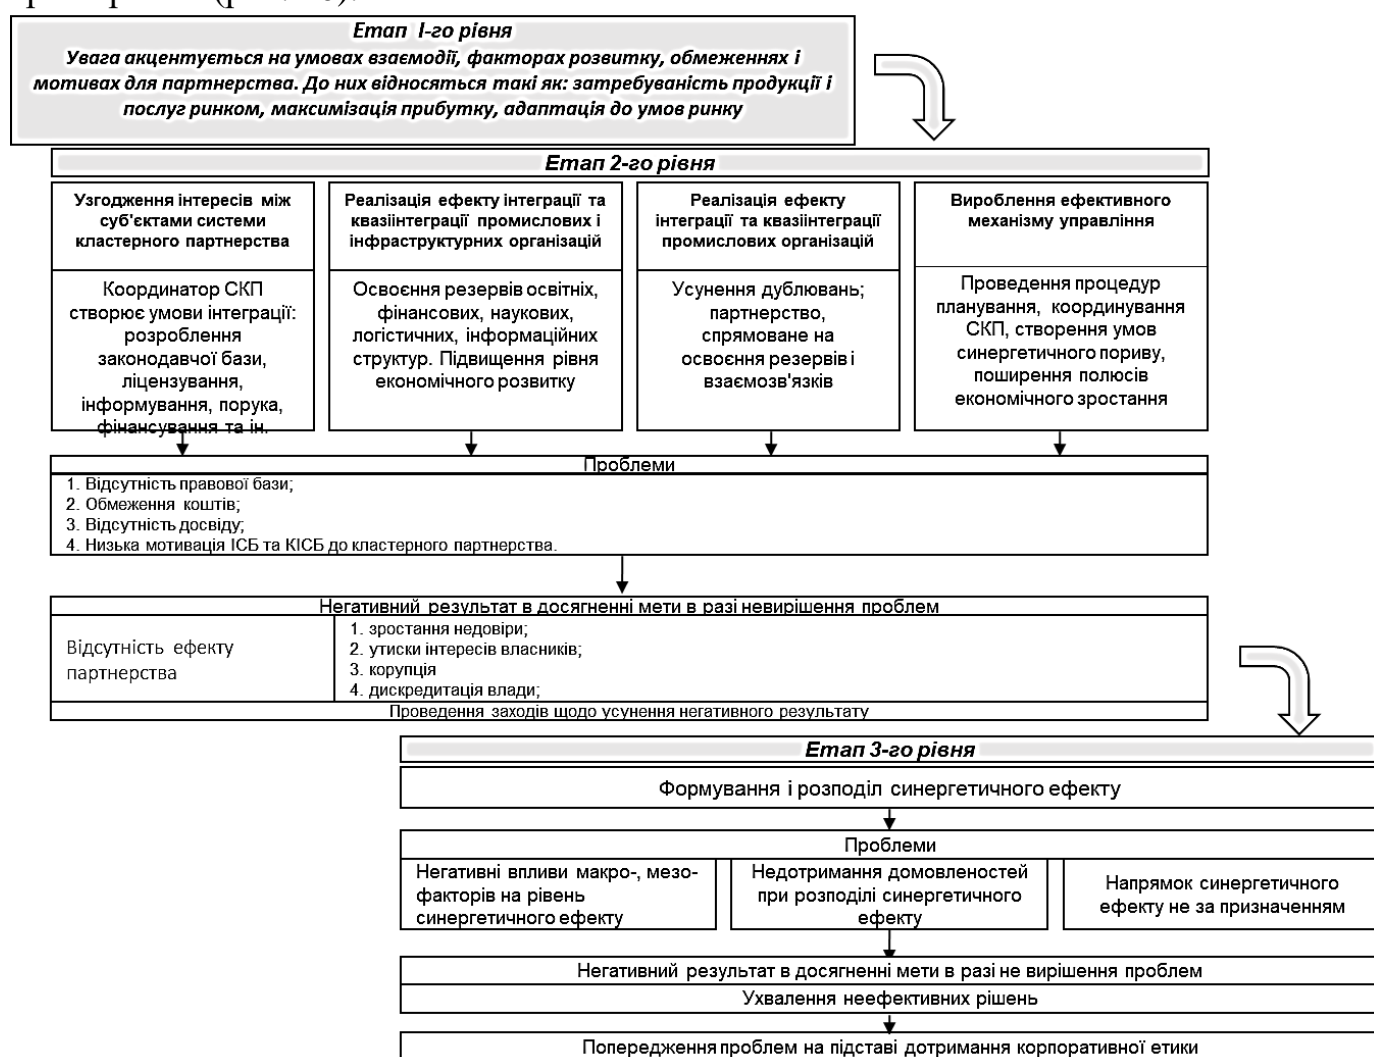 Етап І-го рівня
Увага акцентується на умовах взаємодії, факторах розвитку, обмеженнях і
мотивах для партнерства. До них відносяться такі як: затребуваність продукції і
послуг ринком, максимізація прибутку, адаптація до умов ринку
Етап 2-го рівня
Узгодження інтересів між
суб'єктами системи
кластерного партнерства
Координатор СКП
створює умови інтеграції:
розроблення
законодавчої бази,
ліцензування,
інформування, порука,
фінансування та ін.
Реалізація ефекту інтеграції та
квазіінтеграції промислових і
інфраструктурних організацій
Освоєння резервів освітніх,
фінансових, наукових,
логістичних, інформаційних
структур. Підвищення рівня
економічного розвитку
Реалізація ефекту
інтеграції та квазіінтеграції
промислових організацій
Усунення дублювань;
партнерство,
спрямоване на
освоєння резервів і
взаємозв'язків
Вироблення ефективного
механізму управління
Проведення процедур
планування, координування
СКП, створення умов
синергетичного пориву,
поширення полюсів
економічного зростання
Проблеми
1. Відсутність правової бази;
2. Обмеження коштів;
3. Відсутність досвіду;
4. Низька мотивація ІСБ та КІСБ до кластерного партнерства.
Негативний результат в досягненні мети в разі невирішення проблем
Відсутність ефекту
партнерства
1. зростання недовіри;
2. утиски інтересів власників;
3. корупція
4. дискредитація влади;
Проведення заходів щодо усунення негативного результату
Етап 3-го рівня
Формування і розподіл синергетичного ефекту
Проблеми
Негативні впливи макро-, мезо-
факторів на рівень
синергетичного ефекту
Недотримання домовленостей
при розподілі синергетичного
ефекту
Напрямок синергетичного
ефекту не за призначенням
Негативний результат в досягненні мети в разі не вирішення проблем
Ухвалення неефективних рішень
Попередження проблем на підставі дотримання корпоративної етики